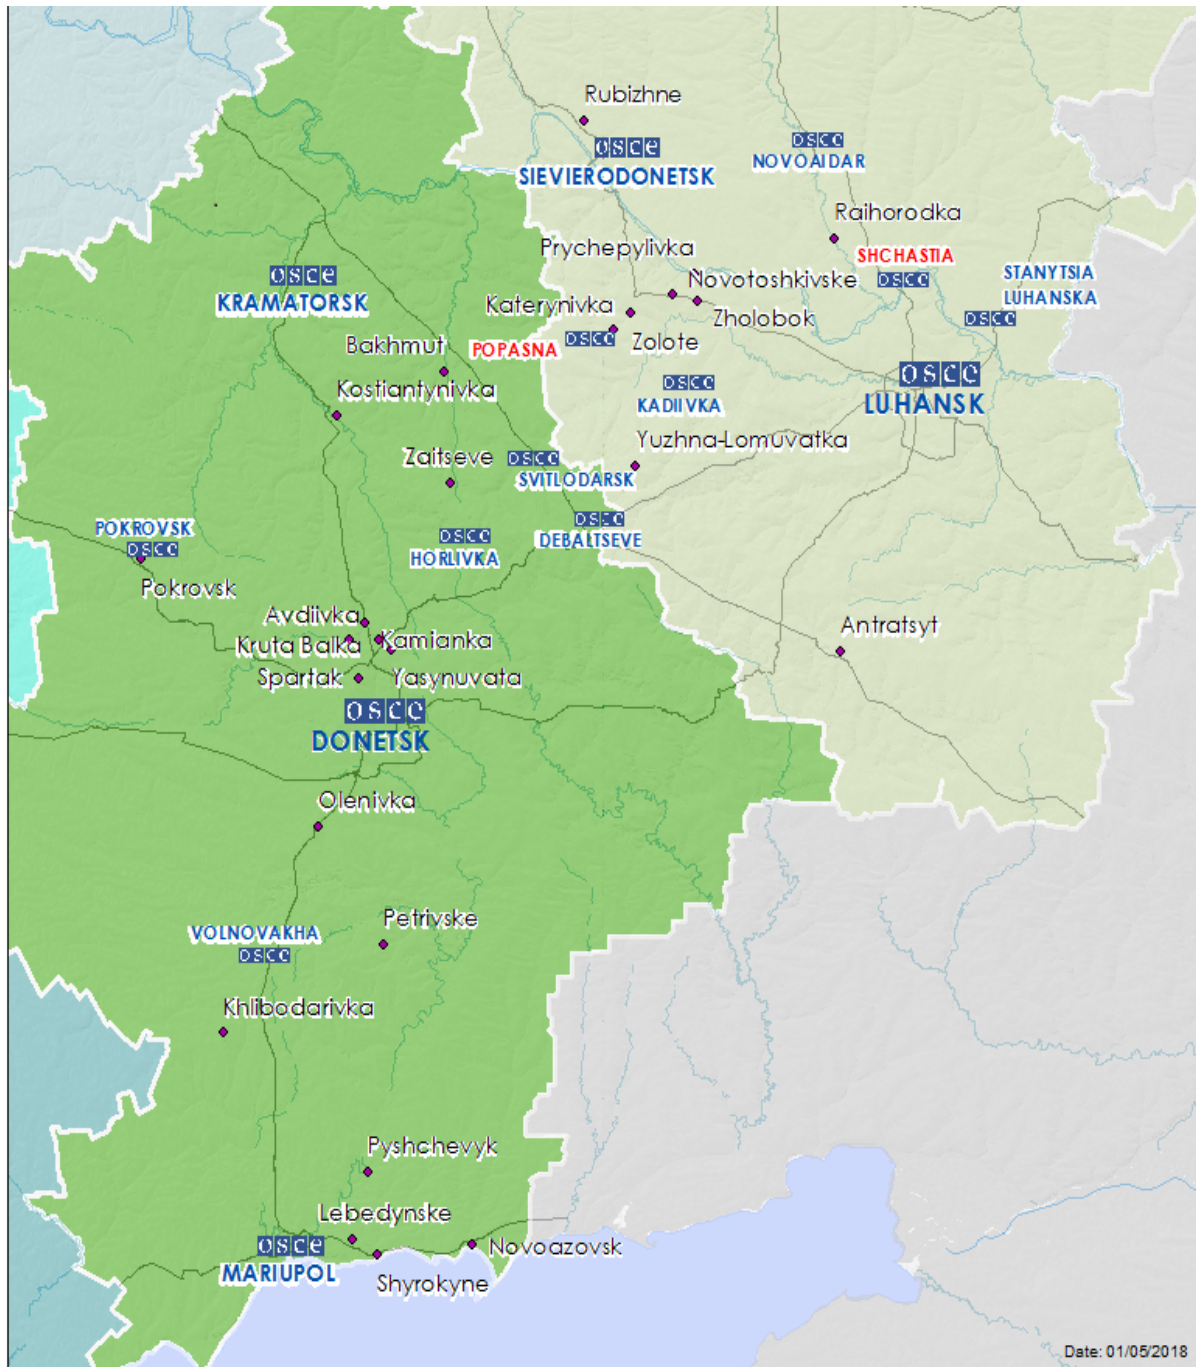 Rubizhne
osce
SIEVIERODONETSK
osce
NOVOAIDAR
Raihorodka
Prychepylivka
SHCHASTIA
osce
STANYTSIA
LUHANSKA
osce
osce
KRAMATORSK
Novotoshkivske
Katerynivka
Zholobok
osce
Zolote
POPASNA
Bakhmut
Kostiantynivka
osce
KADIIVKA
osce
LUHANSK
Zaitseve
osce
SVITLODARSK
Yuzhna-Lomuvatka
POKROVSK
osce
Pokrovsk
osce
HORLIVKA
osce
DEBALTSEVE
Avdiivka
Kruta Balka
Kamianka
Spartak
Yasynuvata
Antratsyt
osce
DONETSK
Olenivka
Petrivske
VOLNOVAKHA
osce
Khlibodarivka
Pyshchevyk
Lebedynske
osce
MARIUPOL
Novoazovsk
Shyrokyne
Date: 01/05/2018